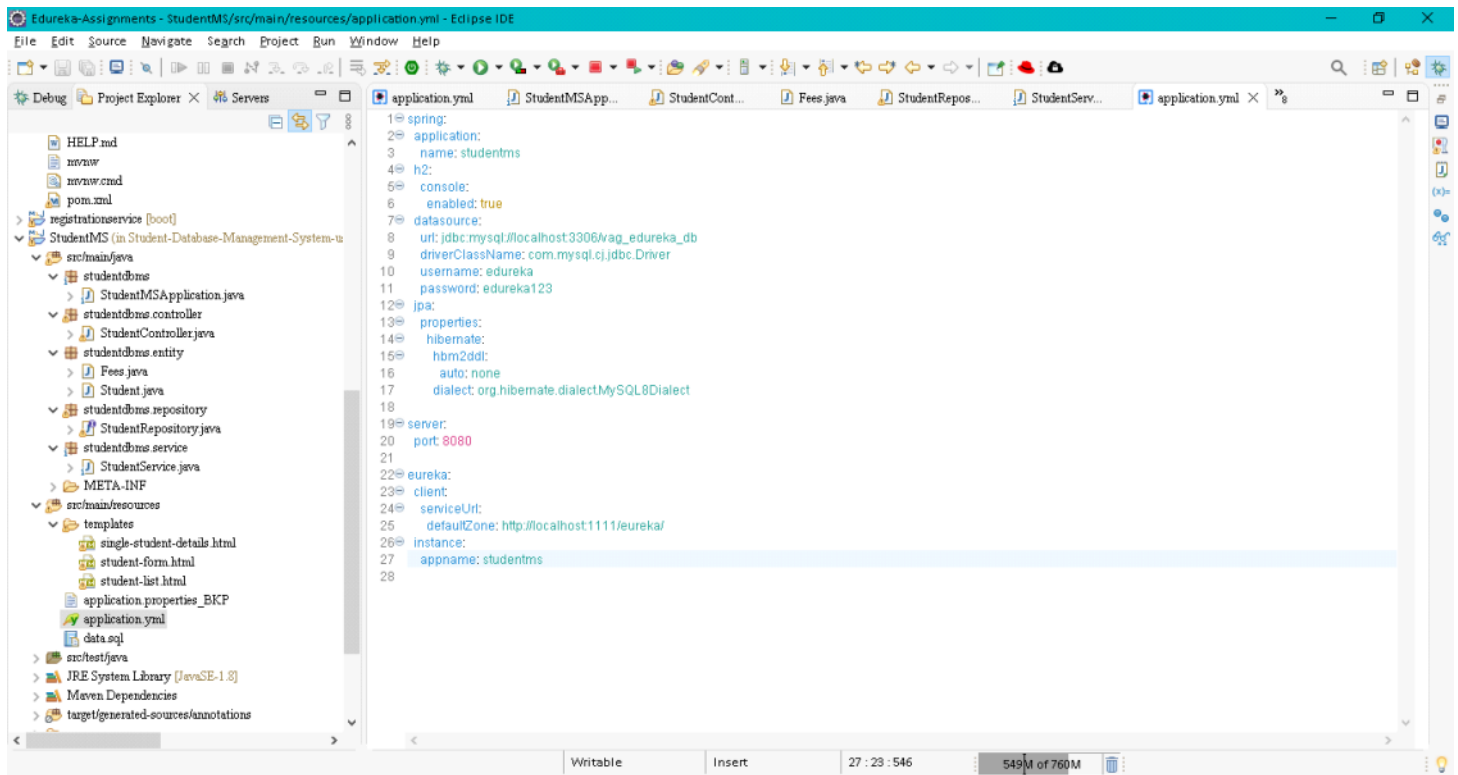 Edureka-Assignments - StudentMS/src/main/resources/application.yml - Eclipse IDE
File Edit Source Navigate Search Project Run Window Help
Debug Project Explorer Servers
application.yml StudentMSApp... StudentCont... Fees.java StudentRepos... StudentServ... application.yml »8
HELP.md
mvnw
mvnw.cmd
pom.xml
registrationservice [boot]
StudentMS (in Student-Database-Management-System-u
src/main/java
studentdbms
StudentMSApplication.java
studentdbms.controller
StudentController.java
studentdbms.entity
Fees.java
Student.java
studentdbms.repository
StudentRepository.java
studentdbms.service
StudentService.java
META-INF
src/main/resources
templates
single-student-details.html
student-form.html
student-list.html
application.properties_BKP
application.yml
data.sql
src/test/java
JRE System Library [JavaSE-1.8]
Maven Dependencies
target/generated-sources/annotations
1 spring:
2 application:
3 name: studentms
4 h2:
5 console:
6 enabled: true
7 datasource:
8 url: jdbc:mysql://localhost:3306/vag_edureka_db
9 driverClassName: com.mysql.cj.jdbc.Driver
10 username: edureka
11 password: edureka123
12 jpa:
13 properties:
14 hibernate:
15 hbm2ddl:
16 auto: none
17 dialect: org.hibernate.dialect.MySQL8Dialect
18
19 server:
20 port: 8080
21
22 eureka:
23 client:
24 serviceUrl:
25 defaultZone: http://localhost:1111/eureka/
26 instance:
27 appname: studentms
28
Writable Insert 27 : 23 : 546 549M of 760M